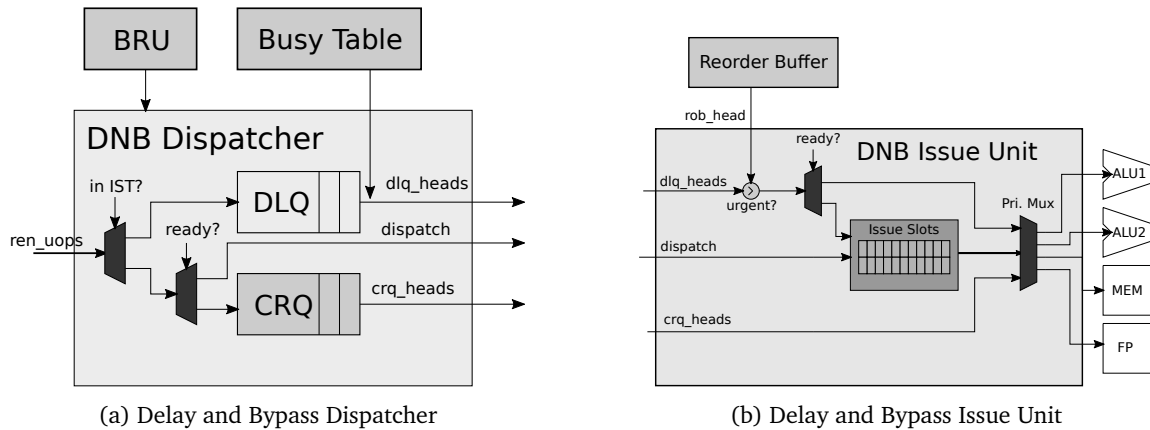 BRU
Busy Table
DNB Dispatcher
in IST?
ren_uops
DLQ
ready?
CRQ
dlq_heads
dispatch
crq_heads
(a) Delay and Bypass Dispatcher
Reorder Buffer
rob_head
ready?
DNB Issue Unit
dlq_heads
urgent?
Pri. Mux
Issue Slots
dispatch
crq_heads
ALU1
ALU2
MEM
FP
(b) Delay and Bypass Issue Unit